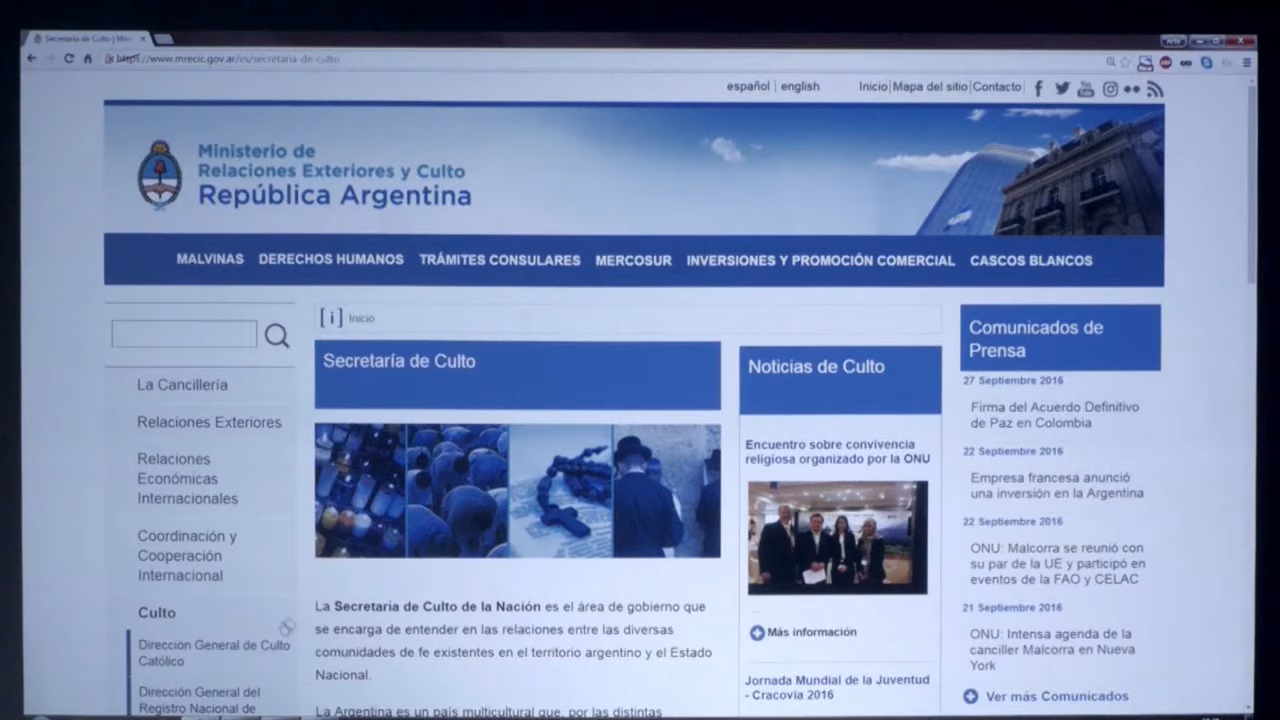 Secretaría de Culto | Mini
https://www.mrecic.gov.ar/es/secretaria-de-culto
español | english
Inicio|Mapa del sitio|Contacto|
Ministerio de
Relaciones Exteriores y Culto
República Argentina
MALVINAS DERECHOS HUMANOS TRÁMITES CONSULARES MERCOSUR INVERSIONES Y PROMOCIÓN COMERCIAL CASCOS BLANCOS
La Cancillería
Relaciones Exteriores
Relaciones
Económicas
Internacionales
Coordinación y
Cooperación
Internacional
Culto
Dirección General de Culto
Católico
Dirección General del
Registro Nacional de
[i] Inicio
Secretaría de Culto
La Secretaria de Culto de la Nación es el área de gobierno que
se encarga de entender en las relaciones entre las diversas
comunidades de fe existentes en el territorio argentino y el Estado
Nacional.
La Argentina es un país multicultural que, por las distintas
Noticias de Culto
Encuentro sobre convivencia
religiosa organizado por la ONU
Más información
Jornada Mundial de la Juventud
- Cracovia 2016
Comunicados de
Prensa
27 Septiembre 2016
Firma del Acuerdo Definitivo
de Paz en Colombia
22 Septiembre 2016
Empresa francesa anunció
una inversión en la Argentina
22 Septiembre 2016
ONU: Malcorra se reunió con
su par de la UE y participó en
eventos de la FAO y CELAC
21 Septiembre 2016
ONU: Intensa agenda de la
canciller Malcorra en Nueva
York
Ver más Comunicados